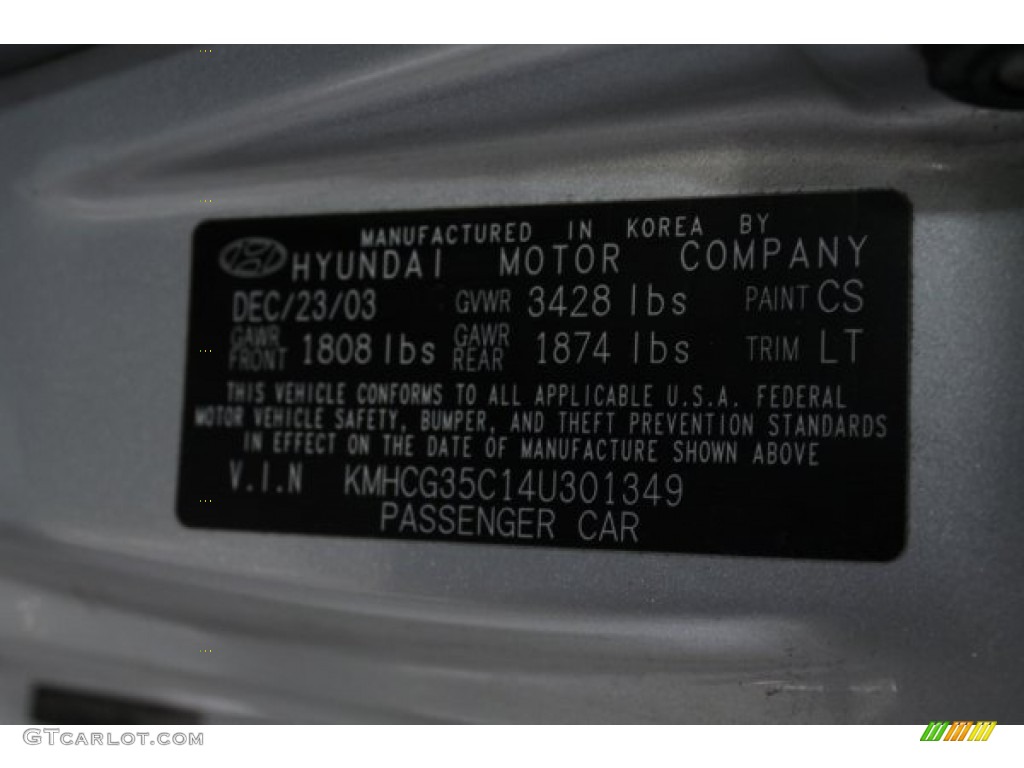 MANUFACTURED IN KOREA BY
HYUNDAI MOTOR COMPANY
DEC/23/03 GVWR 3428 lbs PAINT CS
GAWR FRONT 1808 lbs GAWR REAR 1874 lbs TRIM LT
THIS VEHICLE CONFORMS TO ALL APPLICABLE U.S.A. FEDERAL
MOTOR VEHICLE SAFETY, BUMPER, AND THEFT PREVENTION STANDARDS
IN EFFECT ON THE DATE OF MANUFACTURE SHOWN ABOVE
V.I.N KMHCG35C14U301349
PASSENGER CAR
GTCARLOT.COM